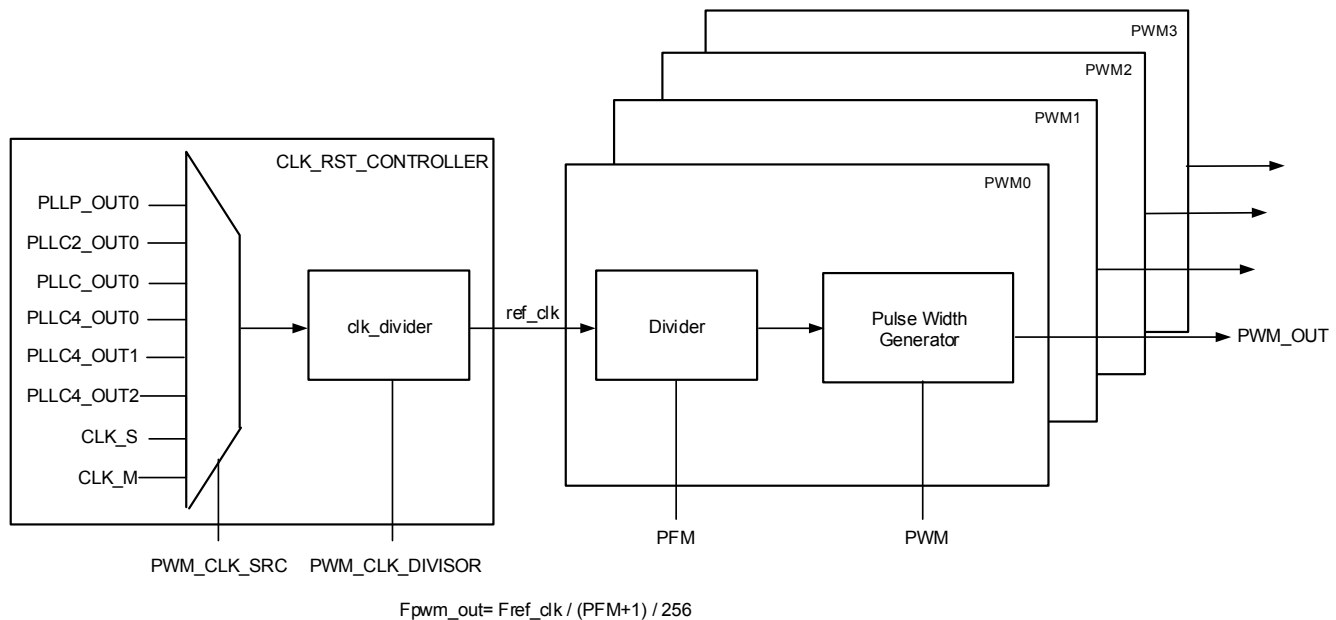 PWM3
PWM2
PWM1
PWM0
CLK_RST_CONTROLLER
PLLP_OUT0
PLLC2_OUT0
PLLC_OUT0
PLLC4_OUT0
PLLC4_OUT1
PLLC4_OUT2
CLK_S
CLK_M
clk_divider
ref_clk
Divider
Pulse Width
Generator
PWM_OUT
PWM_CLK_SRC
PWM_CLK_DIVISOR
PFM
PWM
Fpwm_out= Fref_clk / (PFM+1) / 256